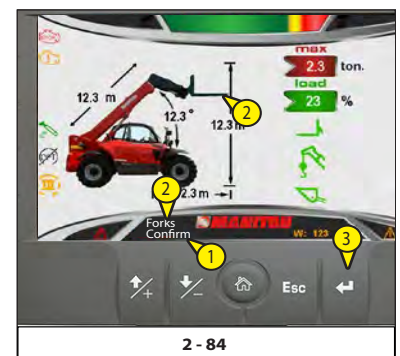 max
2.3 ton.
load
23 %
12.3 m
12.3 °
12.3 m
2
2.3 m
2
Forks
Confirm
MANITOU
W: 123
1
3
+
-
Esc
2 - 84